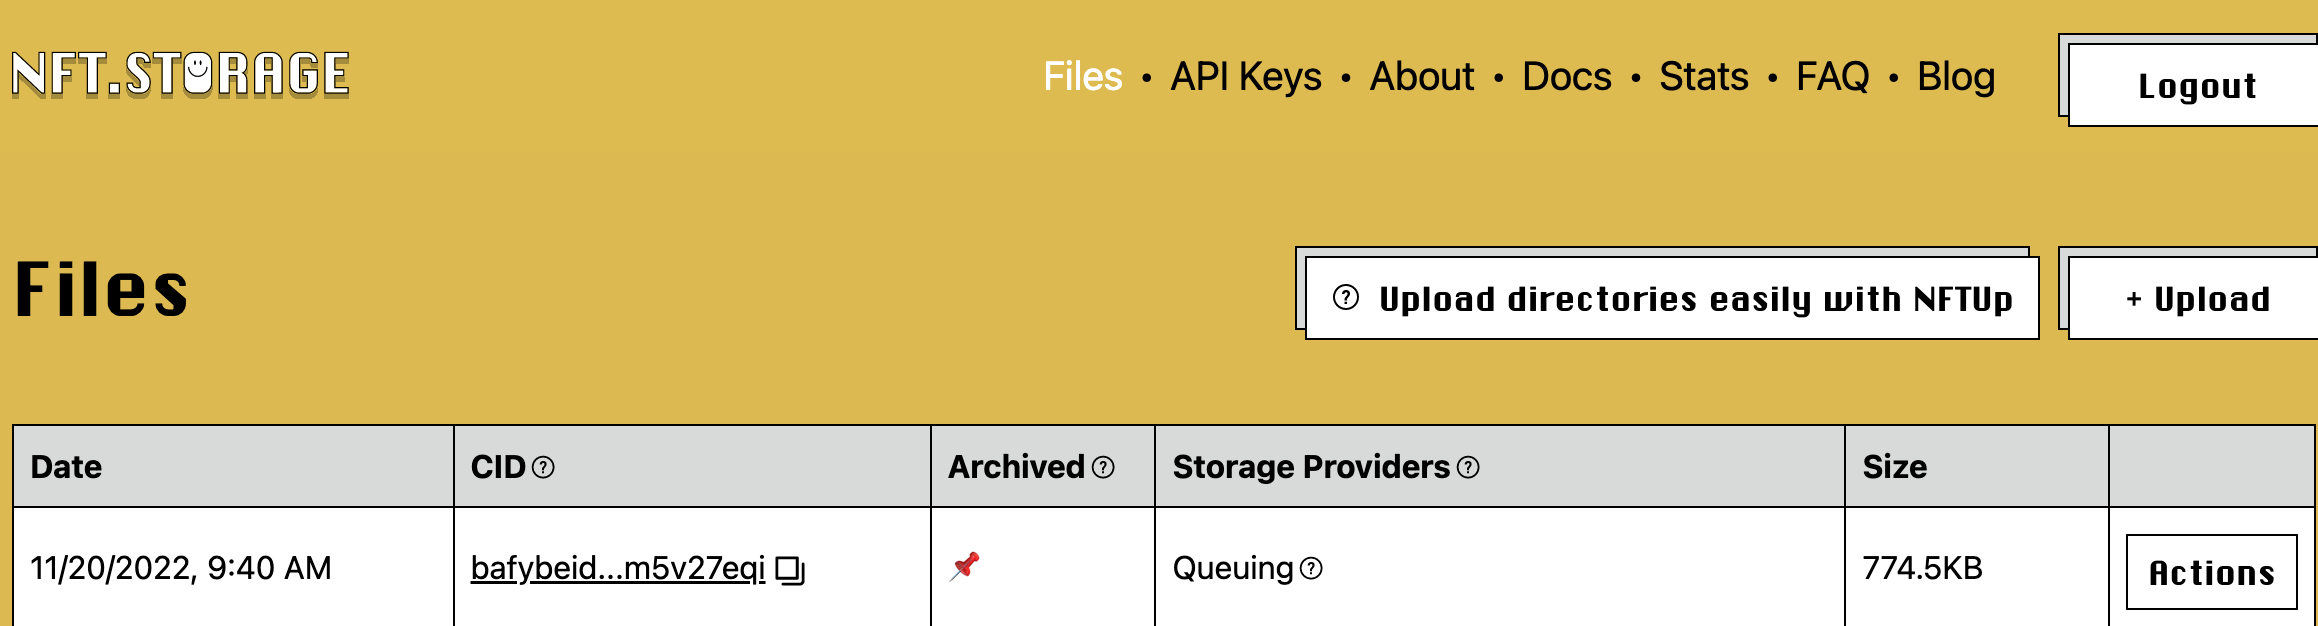 NFT.STORAGE
Files • API Keys • About • Docs • Stats • FAQ • Blog
Logout
Files
Upload directories easily with NFTUp
+ Upload
Date CID Archived Storage Providers Size
11/20/2022, 9:40 AM bafybeid...m5v27eqi Queuing 774.5KB Actions